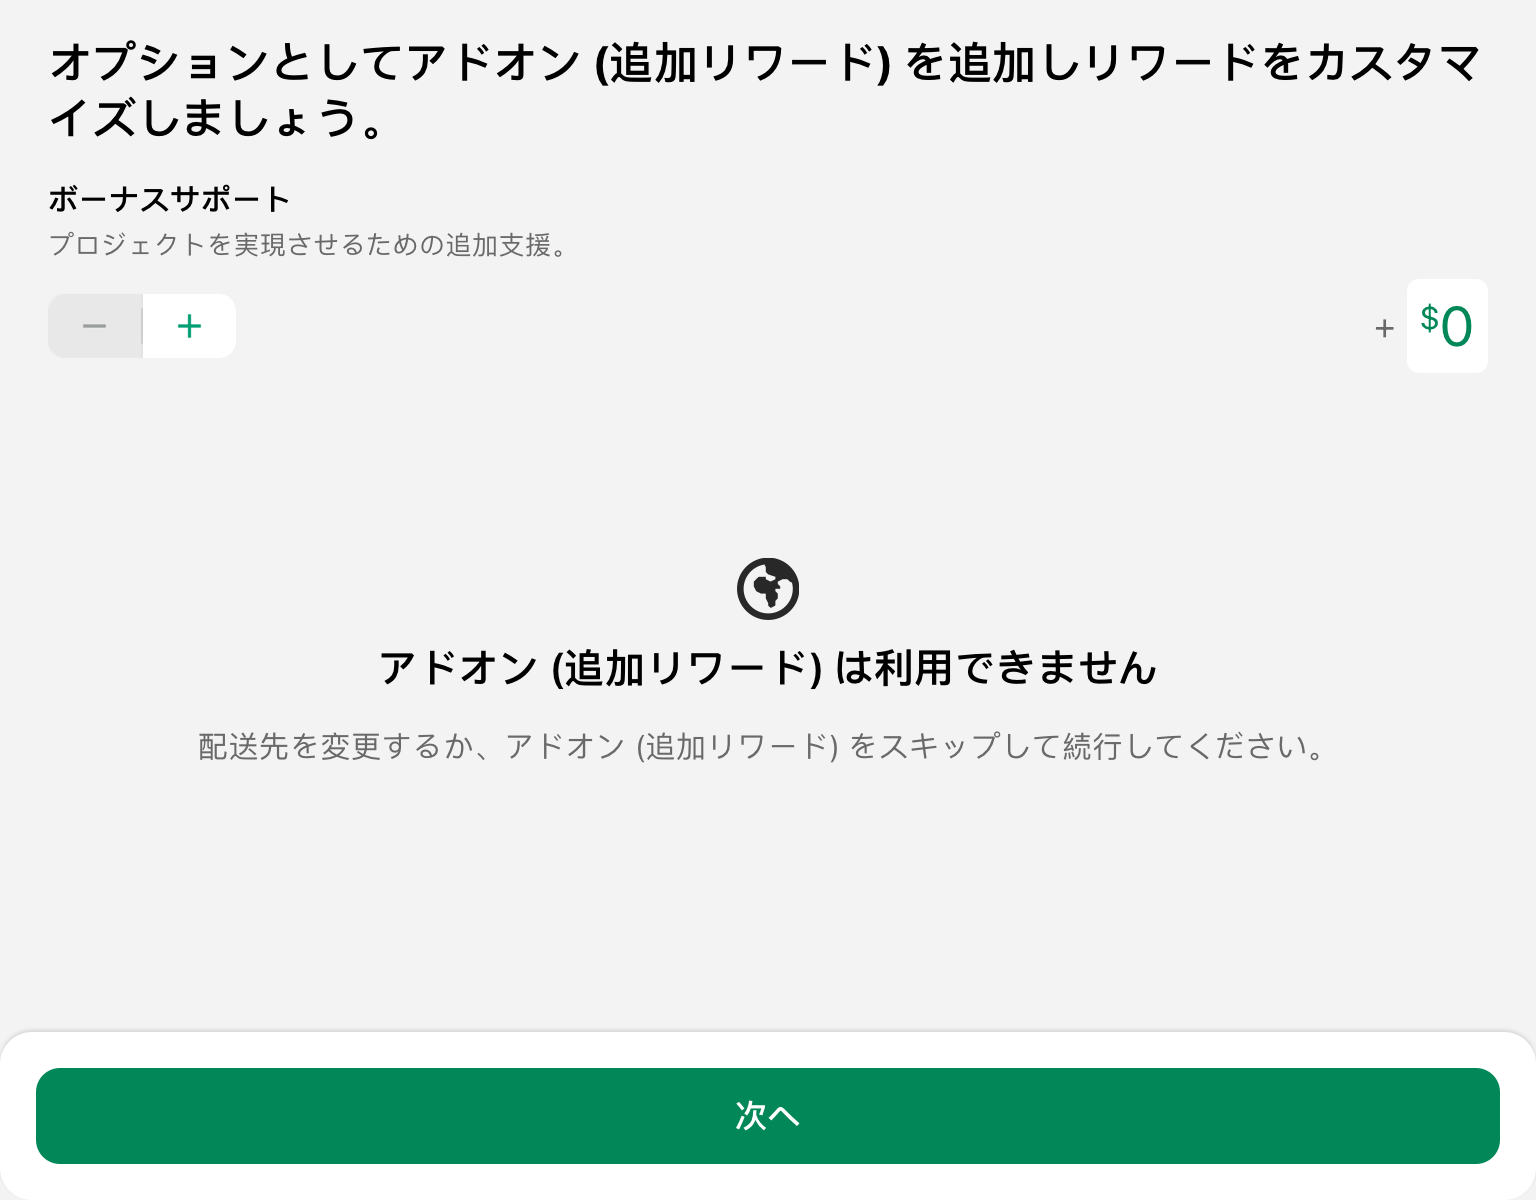 オプションとしてアドオン (追加リワード) を追加しリワードをカスタマ
イズしましょう。
ボーナスサポート
プロジェクトを実現させるための追加支援。
− +
+ $0
アドオン (追加リワード) は利用できません
配送先を変更するか、アドオン (追加リワード) をスキップして続行してください。
次へ